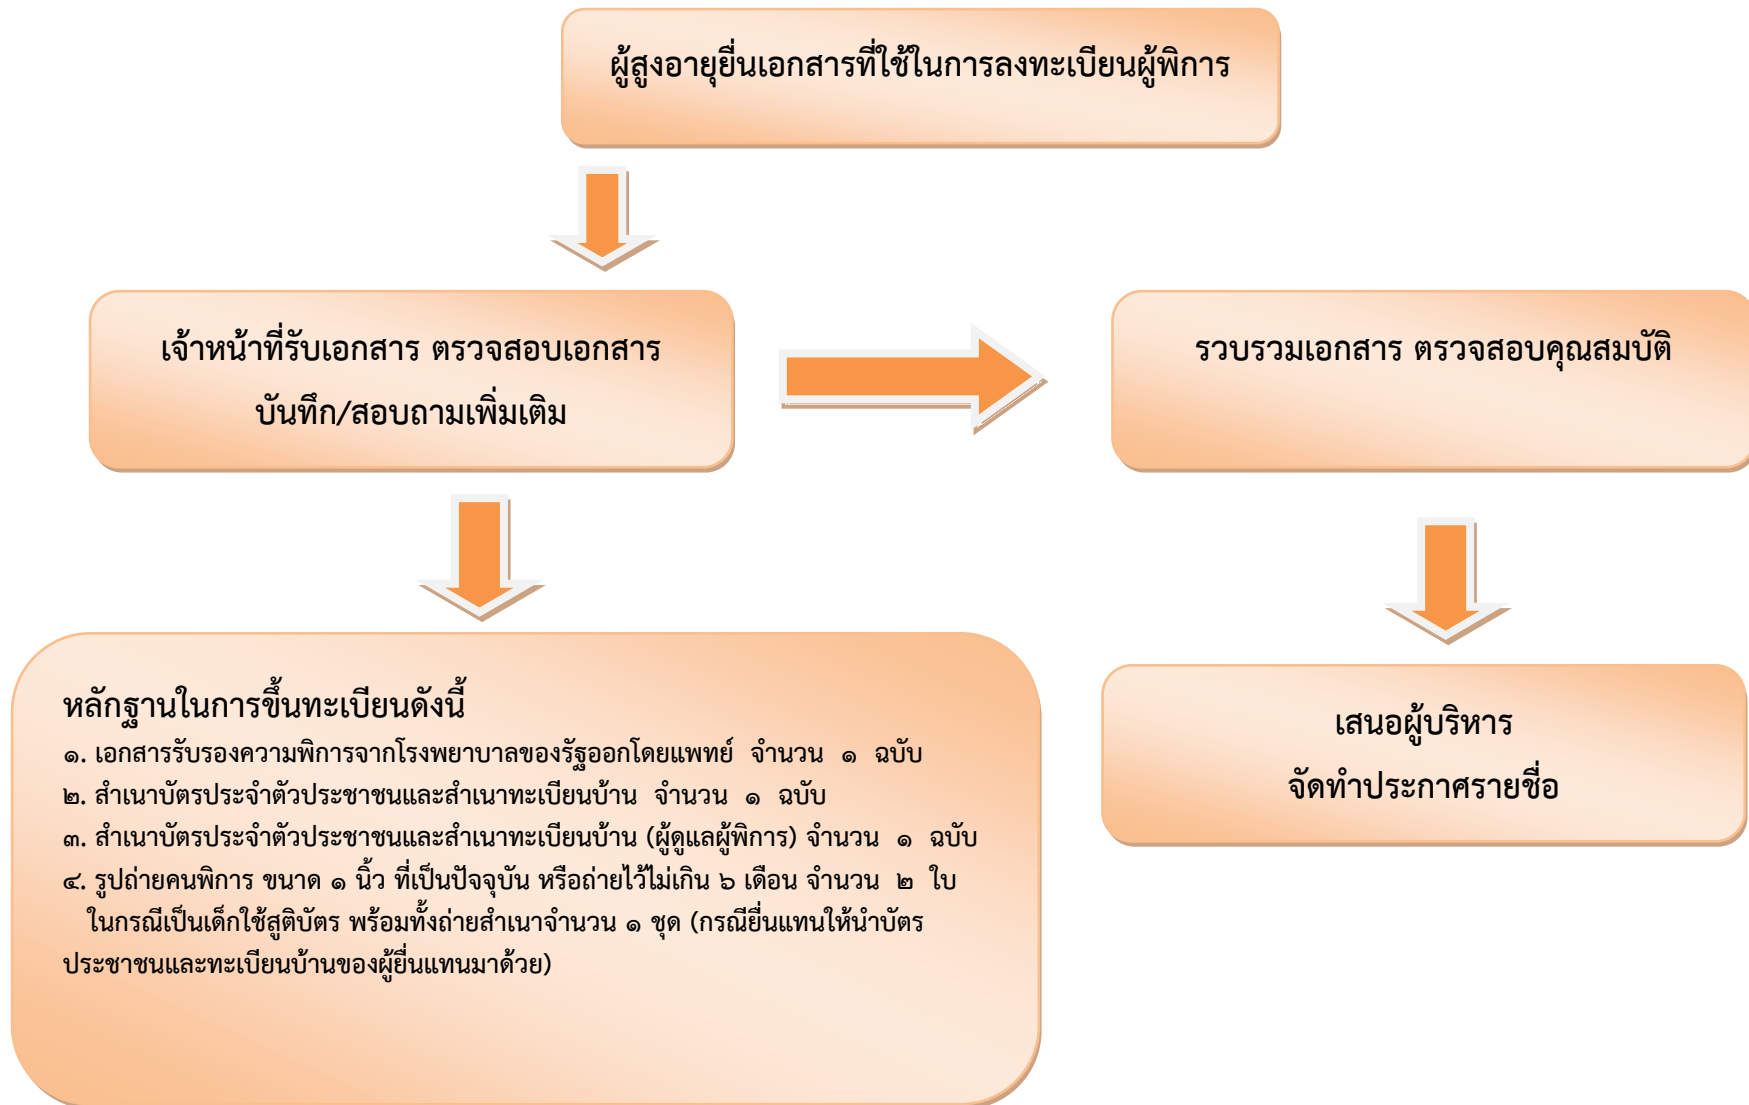 ผู้สูงอายุยื่นเอกสารที่ใช้ในการลงทะเบียนผู้พิการ
เจ้าหน้าที่รับเอกสาร ตรวจสอบเอกสาร
บันทึก/สอบถามเพิ่มเติม
รวบรวมเอกสาร ตรวจสอบคุณสมบัติ
หลักฐานในการขึ้นทะเบียนดังนี้
๑. เอกสารรับรองความพิการจากโรงพยาบาลของรัฐออกโดยแพทย์ จำนวน ๑ ฉบับ
๒. สำเนาบัตรประจำตัวประชาชนและสำเนาทะเบียนบ้าน จำนวน ๑ ฉบับ
๓. สำเนาบัตรประจำตัวประชาชนและสำเนาทะเบียนบ้าน (ผู้ดูแลผู้พิการ) จำนวน ๑ ฉบับ
๔. รูปถ่ายคนพิการ ขนาด ๑ นิ้ว ที่เป็นปัจจุบัน หรือถ่ายไว้ไม่เกิน ๖ เดือน จำนวน ๒ ใบ
ในกรณีเป็นเด็กใช้สูติบัตร พร้อมทั้งถ่ายสำเนาจำนวน ๑ ชุด (กรณียื่นแทนให้นำบัตร
ประชาชนและทะเบียนบ้านของผู้ยื่นแทนมาด้วย)
เสนอผู้บริหาร
จัดทำประกาศรายชื่อ